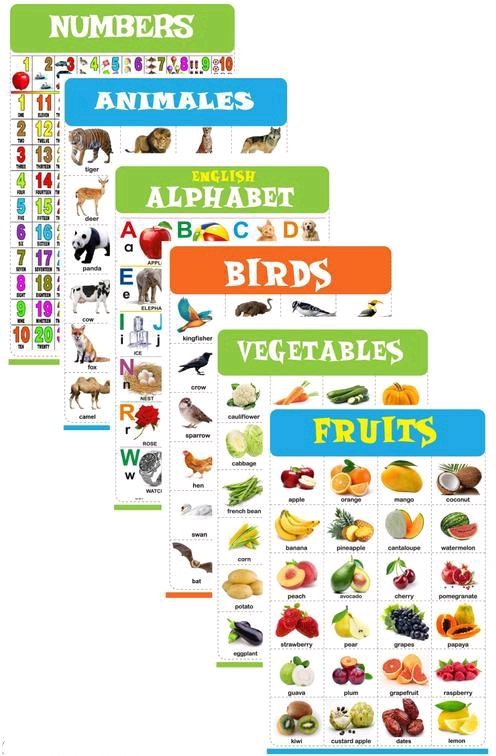 NUMBERS
1 2 3 4 5 6 7 8 9 10
1 11
ONE ELEVEN
2 12
TWO TWELVE
3 13
THREE THIRTEEN
4 14
FOUR FOURTEEN
5 15
FIVE FIFTEEN
6 16
SIX SIXTEEN
7 17
SEVEN SEVENTEEN
8 18
EIGHT EIGHTEEN
9 19
NINE NINETEEN
10 20
TEN TWENTY
ANIMALES
tiger
deer
panda
cow
fox
camel
ENGLISH
ALPHABET
A a B C D
E e
I i J j
ICE
N n
NEST
R r
ROSE
W w
BIRDS
kingfisher
crow
sparrow
hen
swan
bat
VEGETABLES
cauliflower
cabbage
french bean
corn
potato
eggplant
FRUITS
apple orange mango coconut
banana pineapple cantaloupe watermelon
peach avocado cherry pomegranate
strawberry pear grapes papaya
guava plum grapefruit raspberry
kiwi custard apple dates lemon